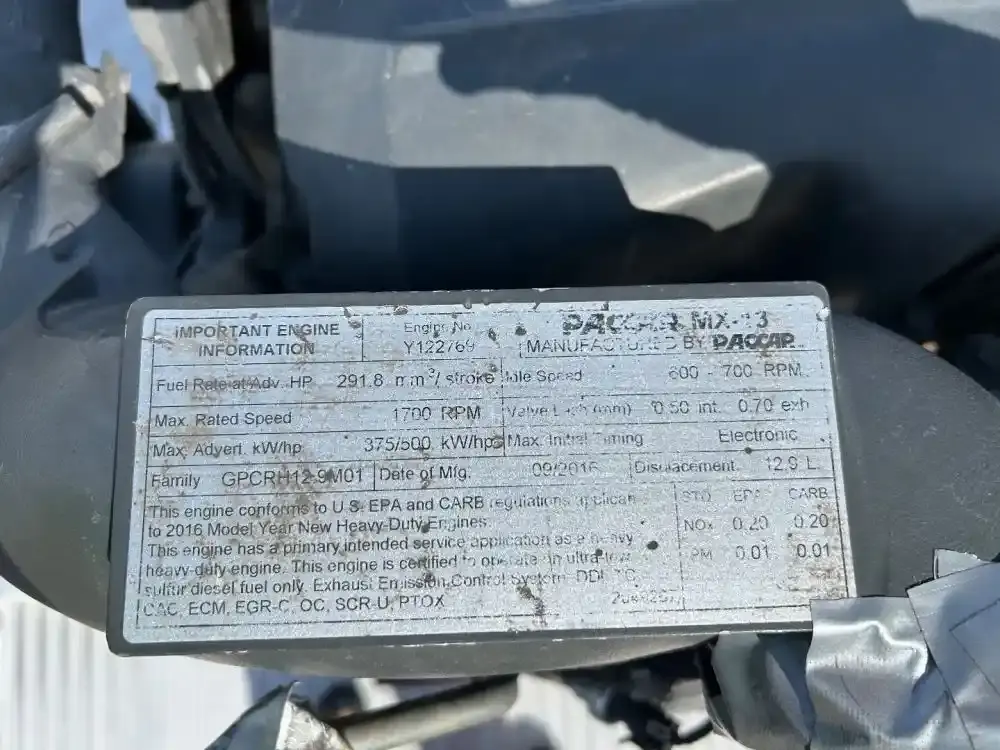 IMPORTANT ENGINE INFORMATION
Engine No
Y122769
PACCAR MX-13
MANUFACTURED BY PACCAR
Fuel Rate at Adv. HP 291.8 mm³/stroke
Idle Speed 600 - 700 RPM
Max. Rated Speed 1700 RPM
Valve Lash (mm) 0.50 int. 0.70 exh
Max. Advert. kW/hp 375/500 kW/hp
Max. Initial Timing Electronic
Family GPCRH12.9M01
Date of Mfg. 09/2016
Displacement. 12.9 L
This engine conforms to U.S. EPA and CARB regulations
to 2016 Model Year New Heavy Duty Engines.
This engine has a primary intended service application as a heavy
heavy-duty engine. This engine is certified to operate on ultra-low
sulfur diesel fuel only. Exhaust Emission Control System DDI, TC,
CAC, ECM, EGR-C, OC, SCR-U, PTOX
STD EPA CARB
NOx 0.20 0.20
PM 0.01 0.01